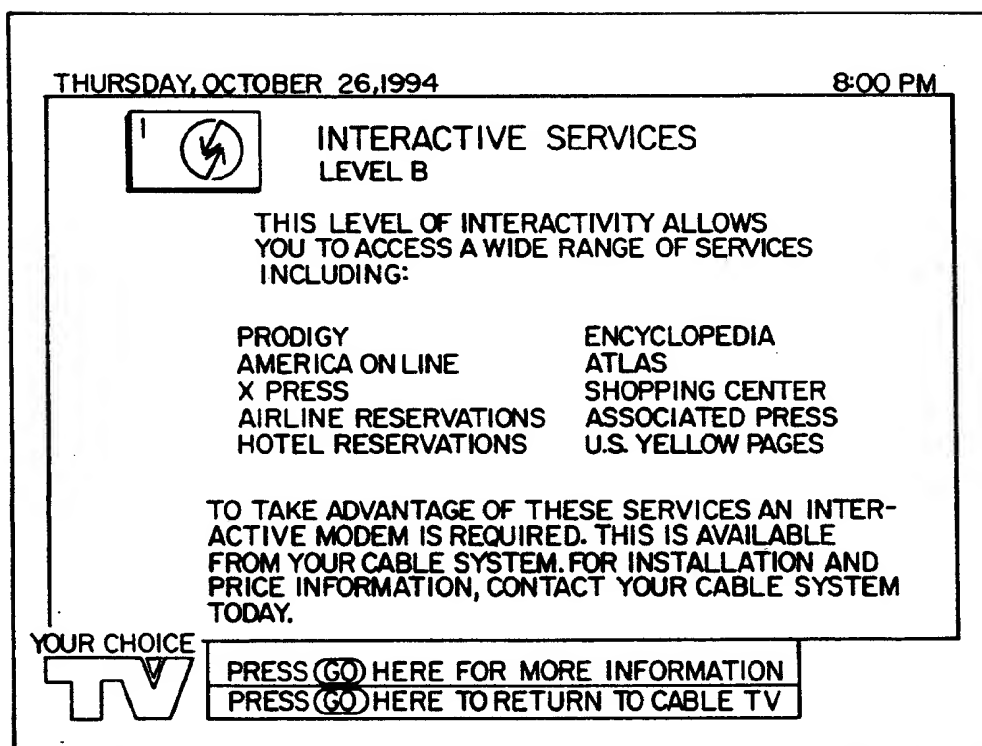 THURSDAY, OCTOBER 26,1994 8:00 PM
1
INTERACTIVE SERVICES
LEVEL B
THIS LEVEL OF INTERACTIVITY ALLOWS
YOU TO ACCESS A WIDE RANGE OF SERVICES
INCLUDING:
PRODIGY ENCYCLOPEDIA
AMERICA ON LINE ATLAS
X PRESS SHOPPING CENTER
AIRLINE RESERVATIONS ASSOCIATED PRESS
HOTEL RESERVATIONS U.S. YELLOW PAGES
TO TAKE ADVANTAGE OF THESE SERVICES AN INTER-
ACTIVE MODEM IS REQUIRED. THIS IS AVAILABLE
FROM YOUR CABLE SYSTEM. FOR INSTALLATION AND
PRICE INFORMATION, CONTACT YOUR CABLE SYSTEM
TODAY.
YOUR CHOICE
TV
PRESS GO HERE FOR MORE INFORMATION
PRESS GO HERE TO RETURN TO CABLE TV